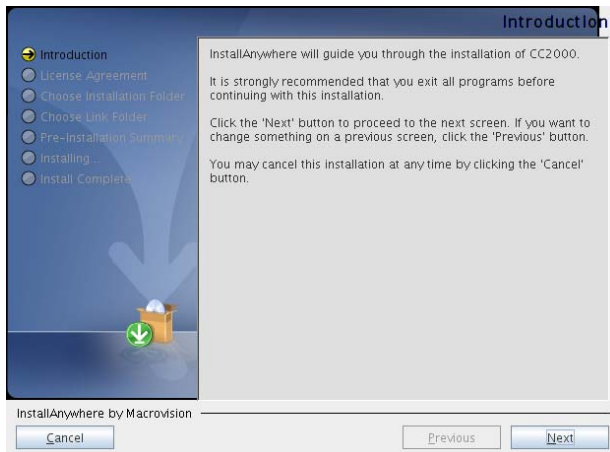 Introduction
Introduction
License Agreement
Choose Installation Folder
Choose Link Folder
Pre-Installation Summary
Installing...
Install Complete
InstallAnywhere will guide you through the installation of CC2000.
It is strongly recommended that you exit all programs before
continuing with this installation.
Click the 'Next' button to proceed to the next screen. If you want to
change something on a previous screen, click the 'Previous' button.
You may cancel this installation at any time by clicking the 'Cancel'
button.
InstallAnywhere by Macrovision
Cancel
Previous
Next